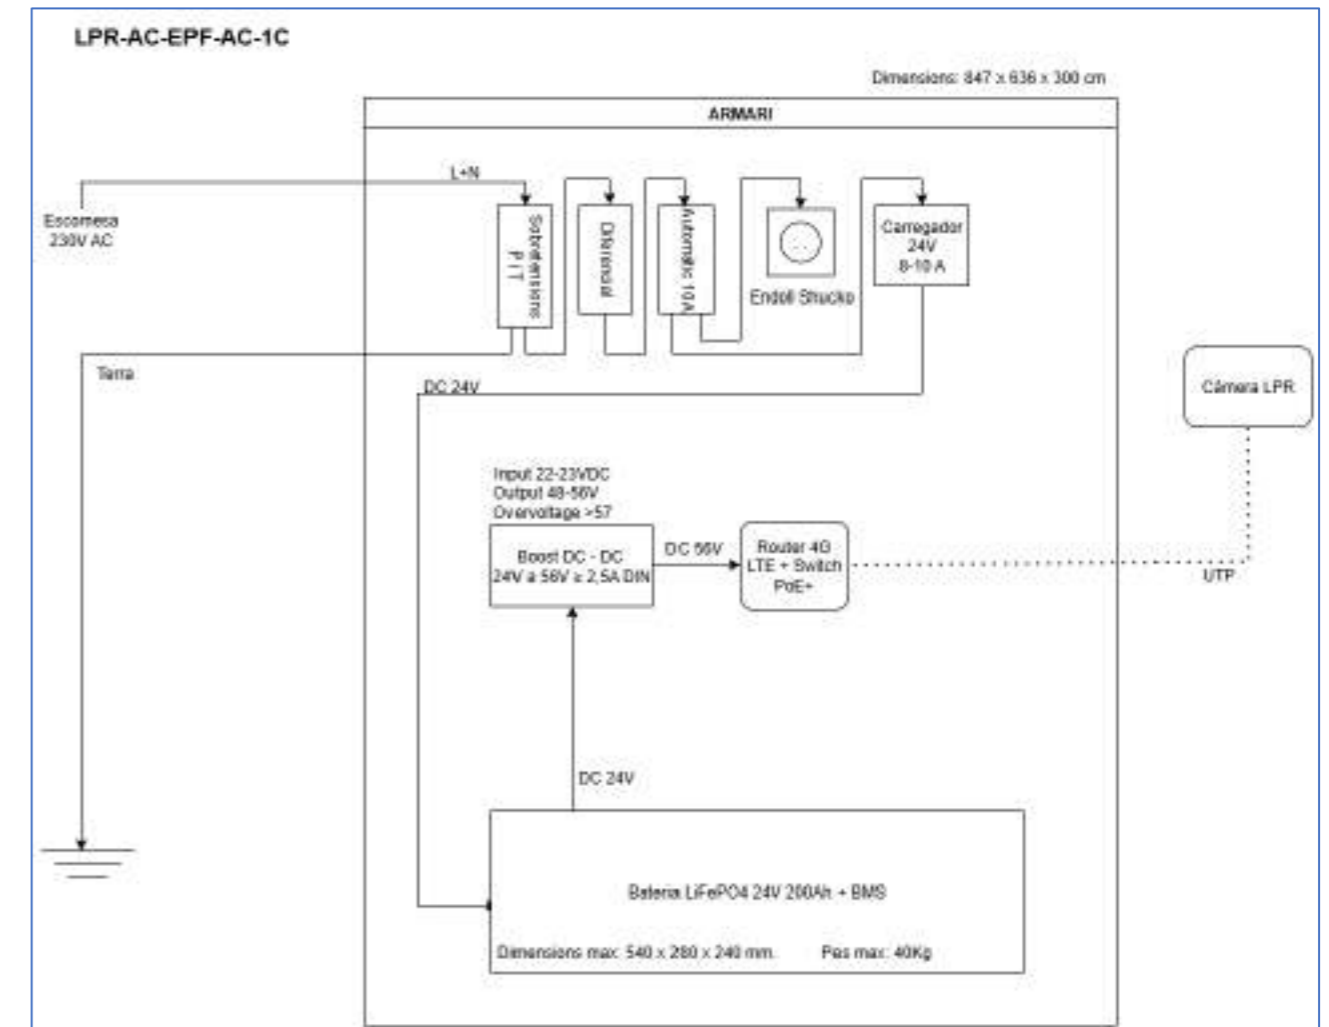 LPR-AC-EPF-AC-1C
Dimensions: 847 x 636 x 300 cm
ARMARI
L+N
Escomesa
230V AC
Sobretensions
P I T
Diferencial
Automàtic 10A
Endoll Shucko
Carregador
24V
8-10 A
Terra
DC 24V
Càmera LPR
Input 22-23VDC
Output 48-56V
Overvoltage >57
Boost DC - DC
24V a 56V ≥ 2,5A DIN
DC 56V
Router 4G
LTE + Switch
PoE+
UTP
DC 24V
Bateria LiFePO4 24V 200Ah + BMS
Dimensions max: 540 x 280 x 240 mm.
Pes max: 40Kg